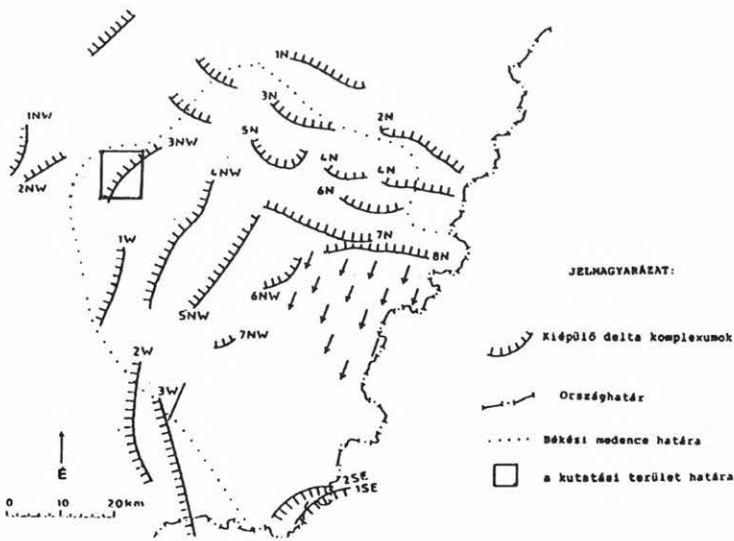 1N
3N
2N
1NW
3NW
5N
2NW
4NW
4N
4N
6N
1W
7N
8N
6NW
5NW
7NW
2W
3W
2SE
1SE
É
0 10 20km
JELMAGYARÁZAT:
Kiépülő delta komplexumok
Országhatár
Békési medence határa
a kutatási terület határa